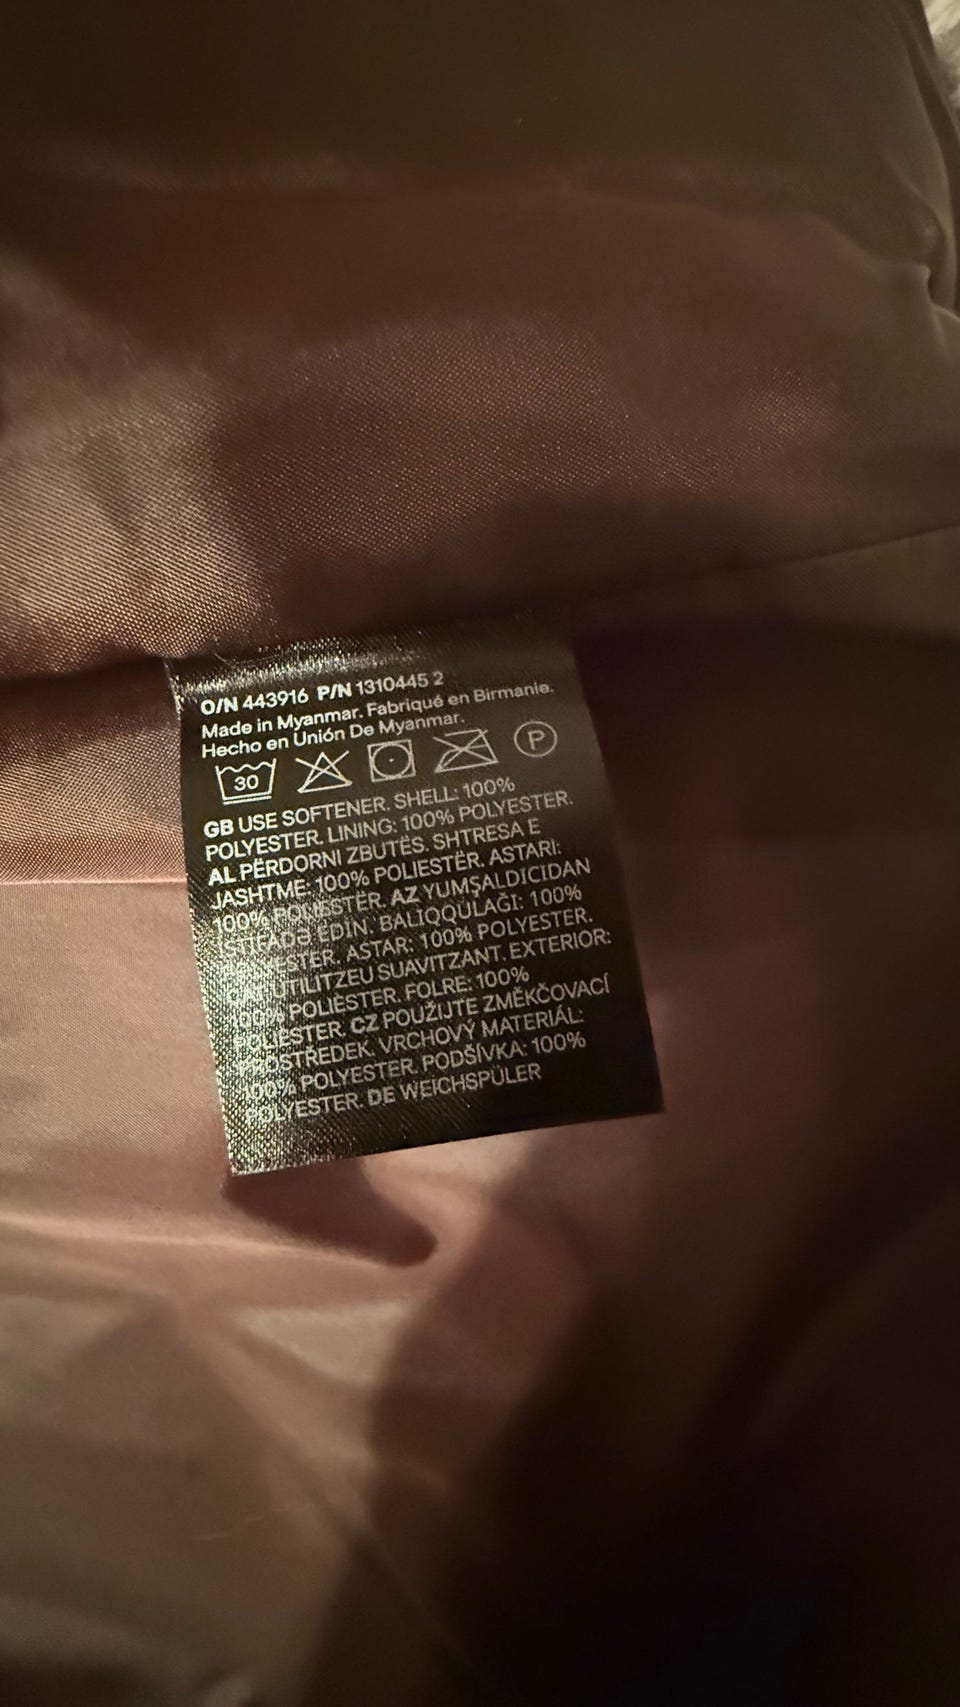 O/N 443916 P/N 1310445 2
Made in Myanmar. Fabriqué en Birmanie.
Hecho en Unión De Myanmar.
30 P
GB USE SOFTENER. SHELL: 100%
POLYESTER. LINING: 100% POLYESTER.
AL PËRDORNI ZBUTËS. SHTRESA E
JASHTME: 100% POLIESTËR. ASTARI:
100% POLIESTËR. AZ YUMŞALDICIDAN
İSTİFADƏ EDİN. BALIQQULAĞI: 100%
POLYESTER. ASTAR: 100% POLYESTER.
CAT UTILITZEU SUAVITZANT. EXTERIOR:
100% POLIÈSTER. FOLRE: 100%
POLIÈSTER. CZ POUŽIJTE ZMĚKČOVACÍ
PROSTŘEDEK. VRCHOVÝ MATERIÁL:
100% POLYESTER. PODŠÍVKA: 100%
POLYESTER. DE WEICHSPÜLER